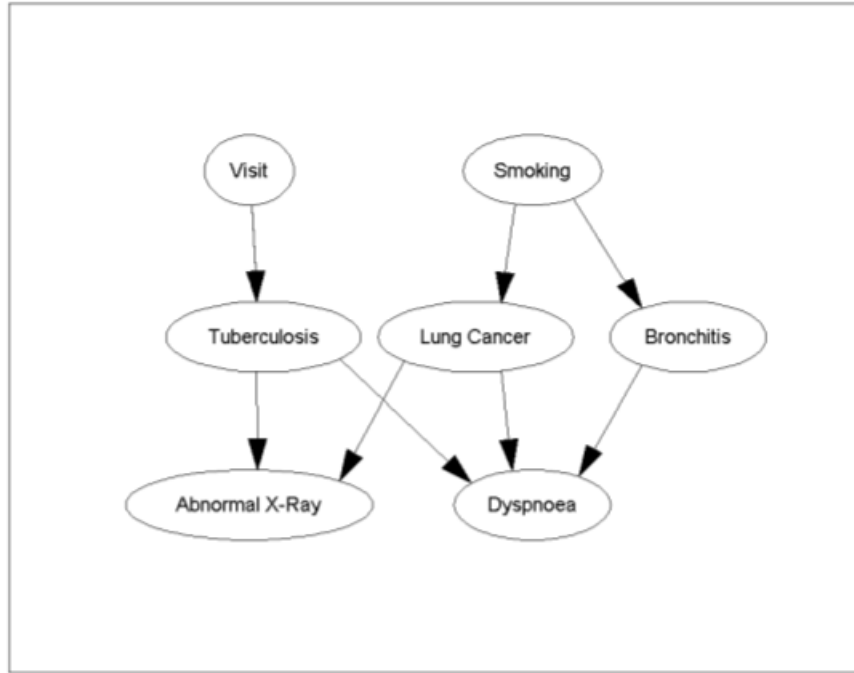 Visit
Smoking
Tuberculosis
Lung Cancer
Bronchitis
Abnormal X-Ray
Dyspnoea